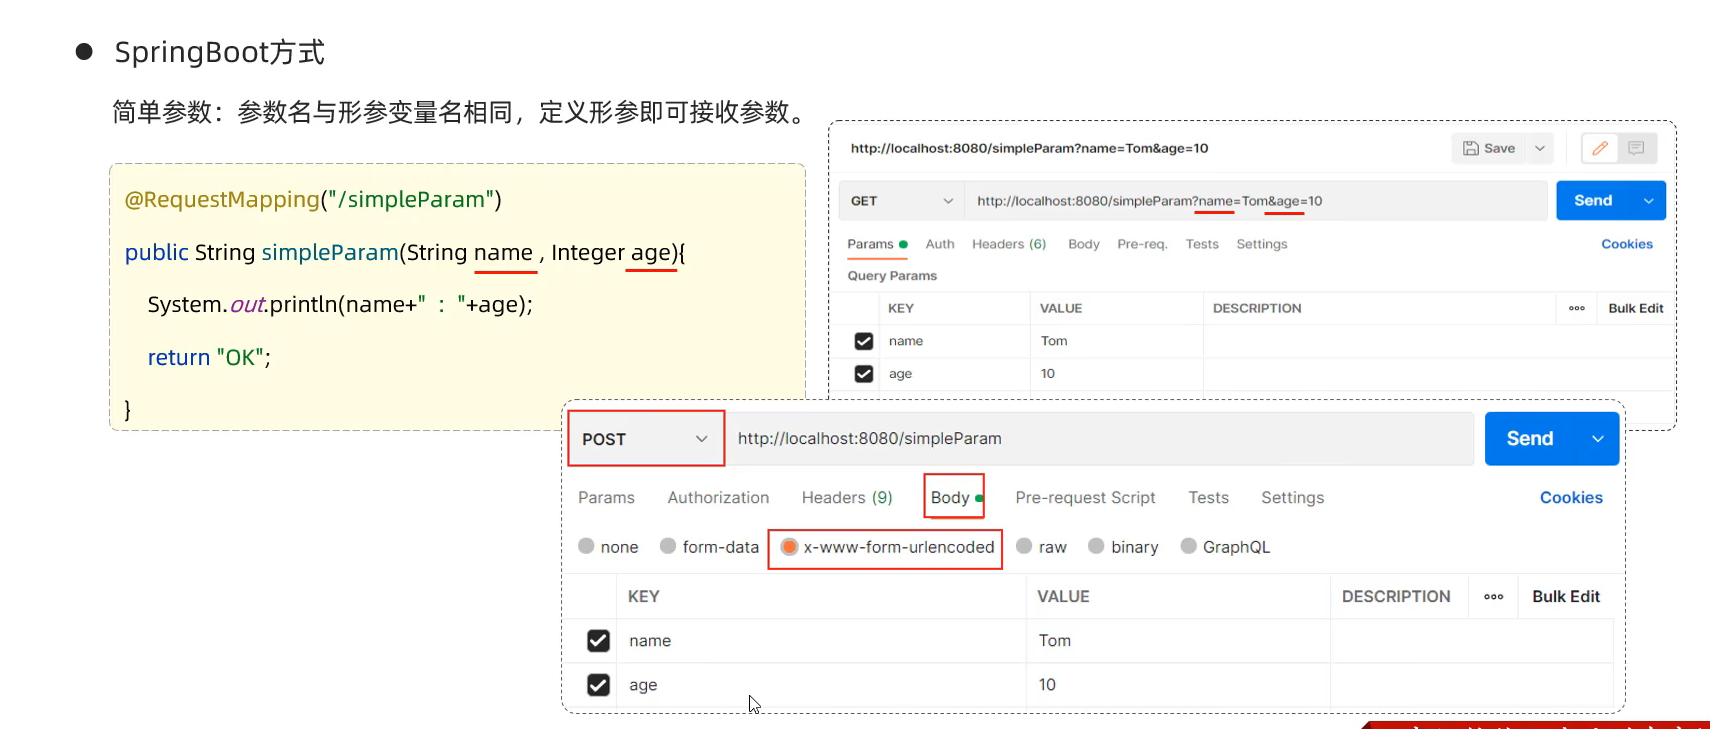 SpringBoot方式
简单参数：参数名与形参变量名相同，定义形参即可接收参数。
@RequestMapping("/simpleParam")
public String simpleParam(String name , Integer age){
System.out.println(name+" : "+age);
return "OK";
}
http://localhost:8080/simpleParam?name=Tom&age=10
Save
GET http://localhost:8080/simpleParam?name=Tom&age=10 Send
Params Auth Headers (6) Body Pre-req. Tests Settings Cookies
Query Params
KEY VALUE DESCRIPTION ooo Bulk Edit
name Tom
age 10
POST http://localhost:8080/simpleParam Send
Params Authorization Headers (9) Body Pre-request Script Tests Settings Cookies
none form-data x-www-form-urlencoded raw binary GraphQL
KEY VALUE DESCRIPTION ooo Bulk Edit
name Tom
age 10